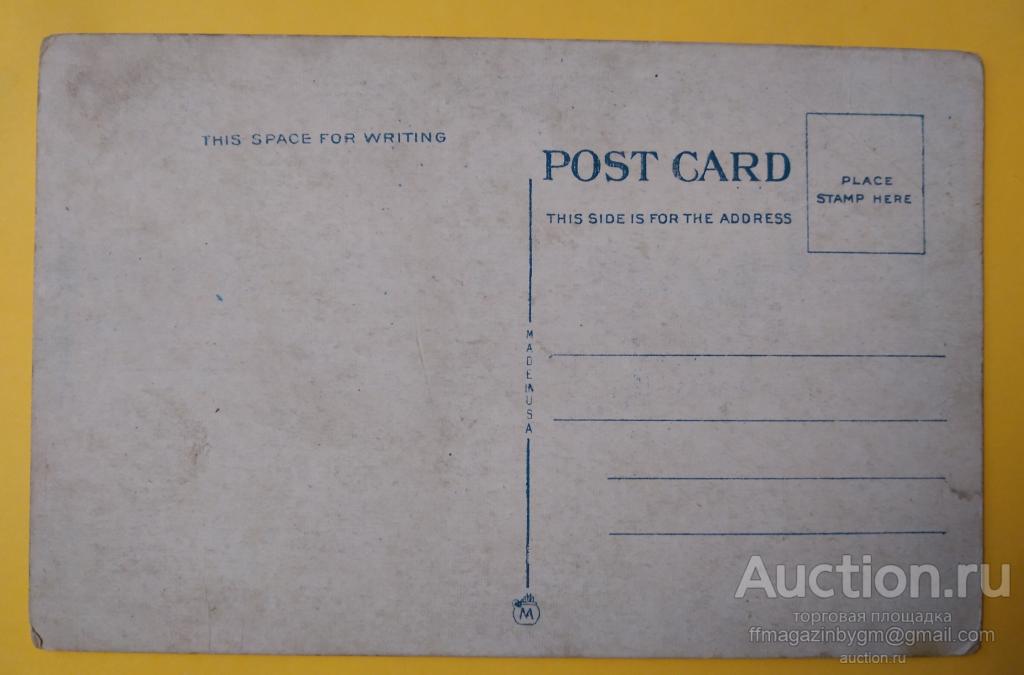 THIS SPACE FOR WRITING
POST CARD
THIS SIDE IS FOR THE ADDRESS
PLACE
STAMP HERE
MADE IN USA
M
Auction.ru
торговая площадка
ffmagazinbygm@gmail.com
auction.ru